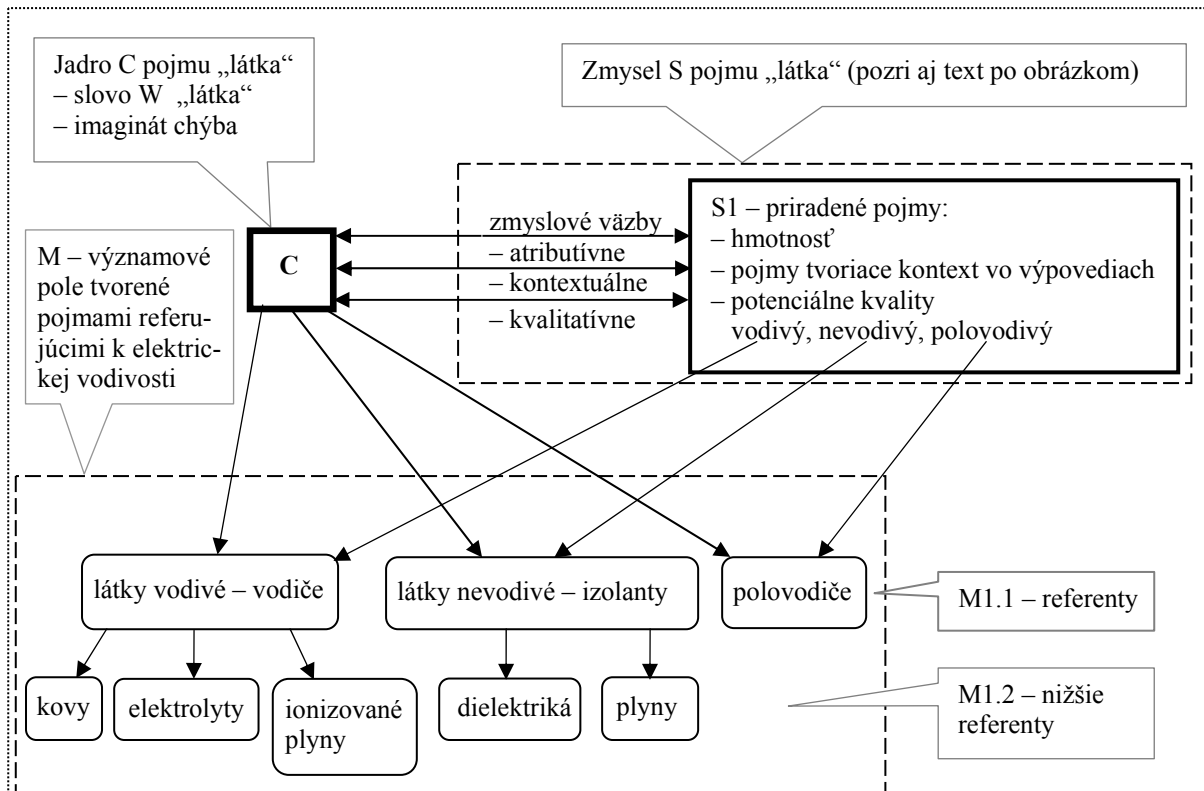 Jadro C pojmu „látka“
– slovo W „látka“
– imaginát chýba
Zmysel S pojmu „látka“ (pozri aj text po obrázkom)
M – významové
pole tvorené
pojmami referu-
júcimi k elektric-
kej vodivosti
C
zmyslové väzby
– atributívne
– kontextuálne
– kvalitatívne
S1 – priradené pojmy:
– hmotnosť
– pojmy tvoriace kontext vo výpovediach
– potenciálne kvality
vodivý, nevodivý, polovodivý
látky vodivé – vodiče
látky nevodivé – izolanty
polovodiče
M1.1 – referenty
kovy
elektrolyty
ionizované
plyny
dielektriká
plyny
M1.2 – nižšie
referenty